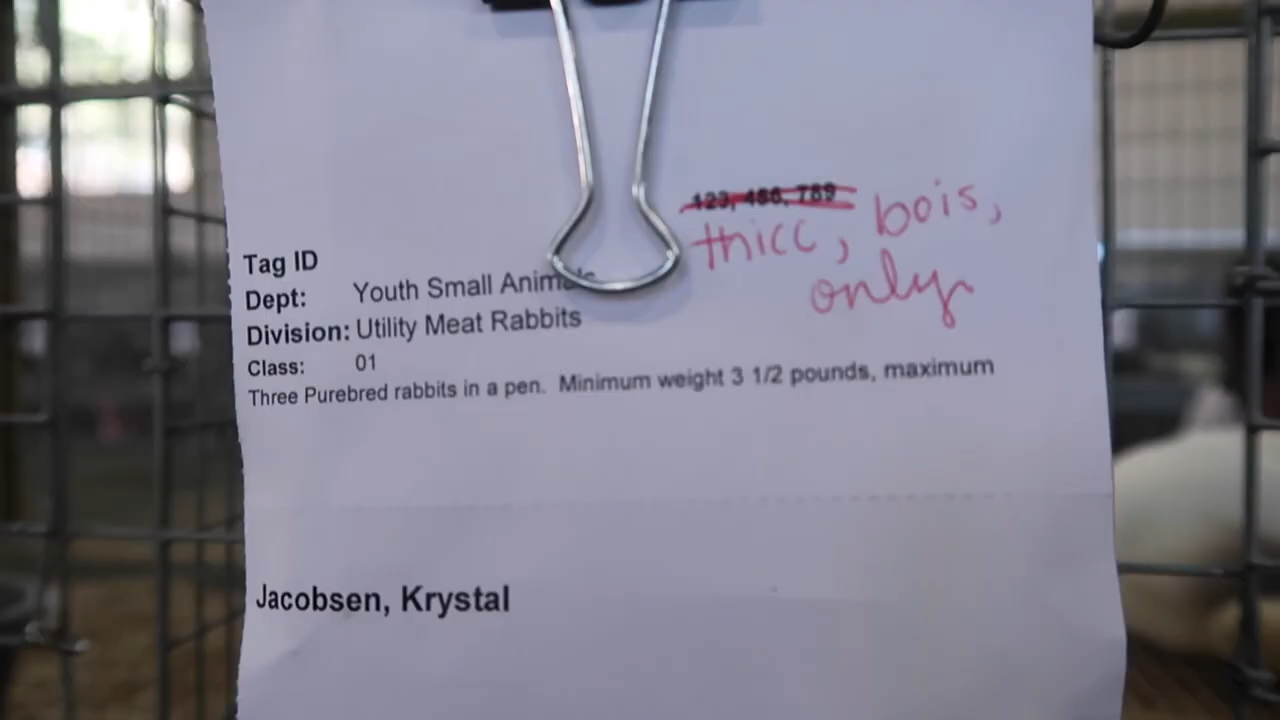 123, 456, 789
thicc, bois,
only
Tag ID
Dept: Youth Small Animals
Division: Utility Meat Rabbits
Class: 01
Three Purebred rabbits in a pen. Minimum weight 3 1/2 pounds, maximum
Jacobsen, Krystal